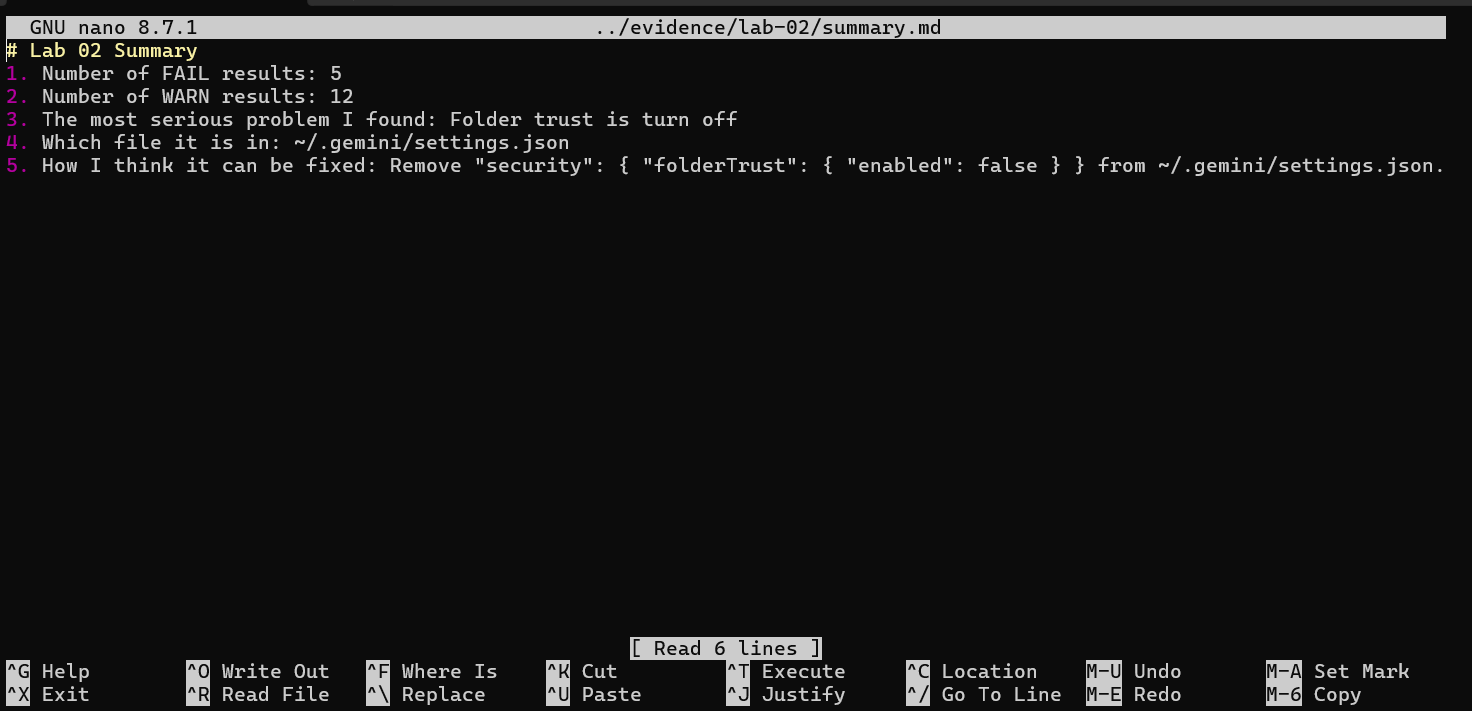 GNU nano 8.7.1 ../evidence/lab-02/summary.md
# Lab 02 Summary
1. Number of FAIL results: 5
2. Number of WARN results: 12
3. The most serious problem I found: Folder trust is turn off
4. Which file it is in: ~/.gemini/settings.json
5. How I think it can be fixed: Remove "security": { "folderTrust": { "enabled": false } } from ~/.gemini/settings.json.
[ Read 6 lines ]
^G Help ^O Write Out ^F Where Is ^K Cut ^T Execute ^C Location M-U Undo M-A Set Mark
^X Exit ^R Read File ^\ Replace ^U Paste ^J Justify ^/ Go To Line M-E Redo M-6 Copy